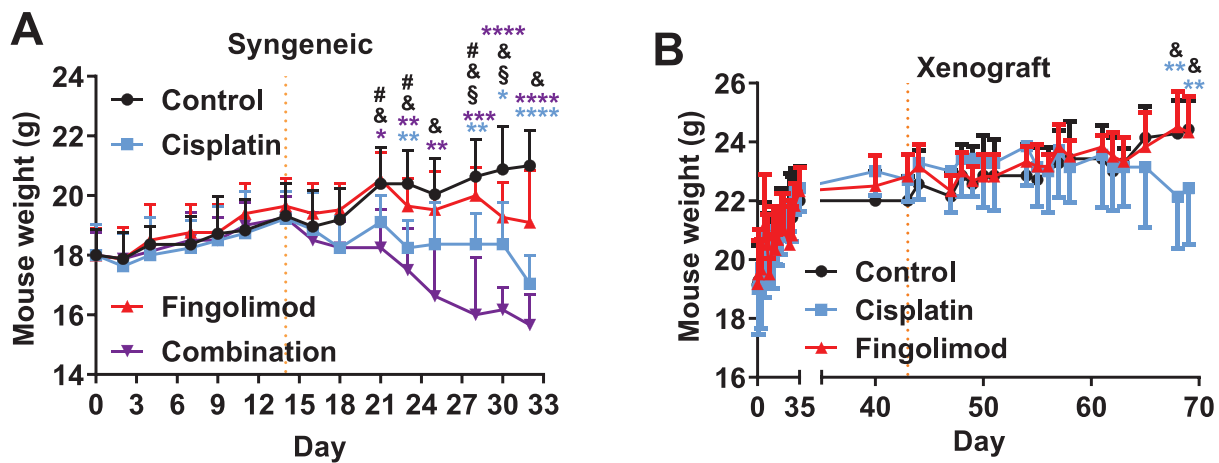 A
Syngeneic
Mouse weight (g)
24
22
20
18
16
14
Control
Cisplatin
Fingolimod
Combination
#
&
*
#
&
**
**
&
**
#
&
§
***
**
****
&
§
*
&
****
****
0 3 6 9 12 15 18 21 24 27 30 33
Day
B
Xenograft
Mouse weight (g)
26
24
22
20
18
16
Control
Cisplatin
Fingolimod
&
**
&
**
0 35 40 50 60 70
Day